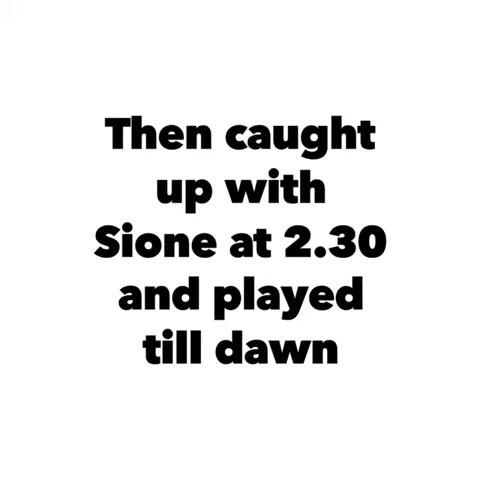 Then caught
up with
Sione at 2.30
and played
till dawn